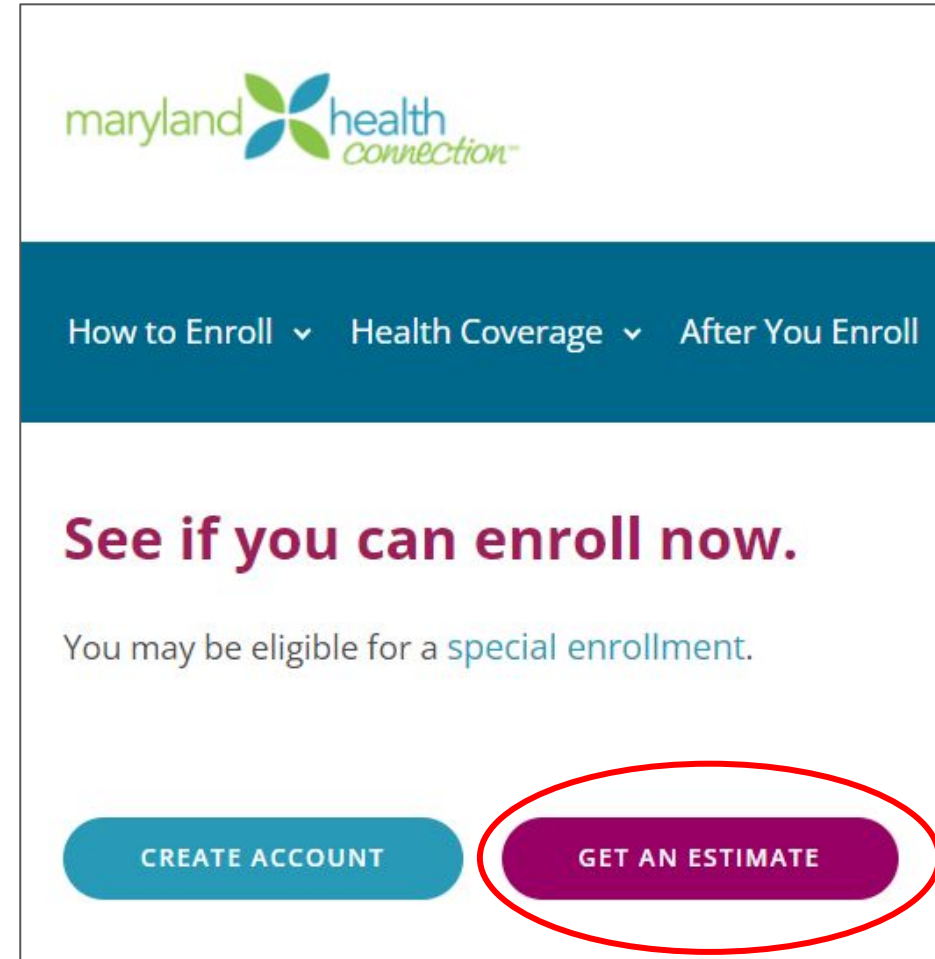 maryland health
connection
How to Enroll Health Coverage After You Enroll
See if you can enroll now.
You may be eligible for a special enrollment.
CREATE ACCOUNT GET AN ESTIMATE